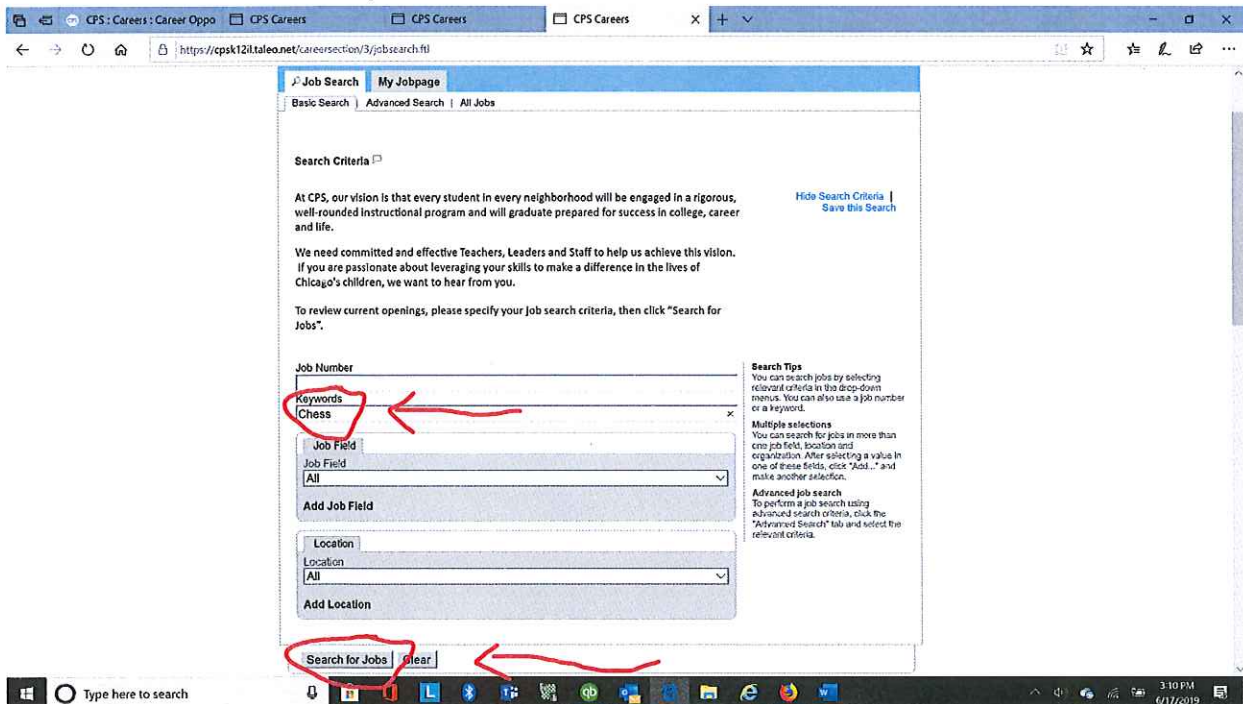 CPS : Careers : Career Oppo CPS Careers CPS Careers CPS Careers
https://cpsk12il.taleo.net/careersection/3/jobsearch.ftl
Job Search My Jobpage
Basic Search | Advanced Search | All Jobs
Search Criteria
At CPS, our vision is that every student in every neighborhood will be engaged in a rigorous,
well-rounded instructional program and will graduate prepared for success in college, career
and life.
Hide Search Criteria |
Save this Search
We need committed and effective Teachers, Leaders and Staff to help us achieve this vision.
If you are passionate about leveraging your skills to make a difference in the lives of
Chicago's children, we want to hear from you.
To review current openings, please specify your job search criteria, then click "Search for
Jobs".
Job Number
Keywords
Chess
Job Field
Job Field
All
Add Job Field
Location
Location
All
Add Location
Search for Jobs Clear
Search Tips
You can search jobs by selecting
relevant criteria in the drop-down
menus. You can also use a job number
or a keyword.
Multiple selections
You can search for jobs in more than
one job field, location and
organization. After selecting a value in
one of these fields, click "Add..." and
make another selection.
Advanced job search
To perform a job search using
advanced search criteria, click the
"Advanced Search" tab and select the
relevant criteria.
Type here to search
L
qb
3:10 PM
6/17/2019